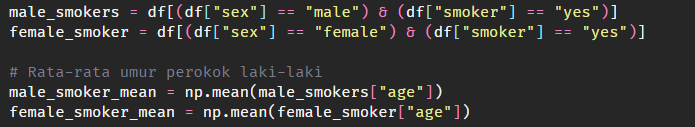 male_smokers = df[(df["sex"] == "male") & (df["smoker"] == "yes")]
female_smoker = df[(df["sex"] == "female") & (df["smoker"] == "yes")]
# Rata-rata umur perokok laki-laki
male_smoker_mean = np.mean(male_smokers["age"])
female_smoker_mean = np.mean(female_smoker["age"])